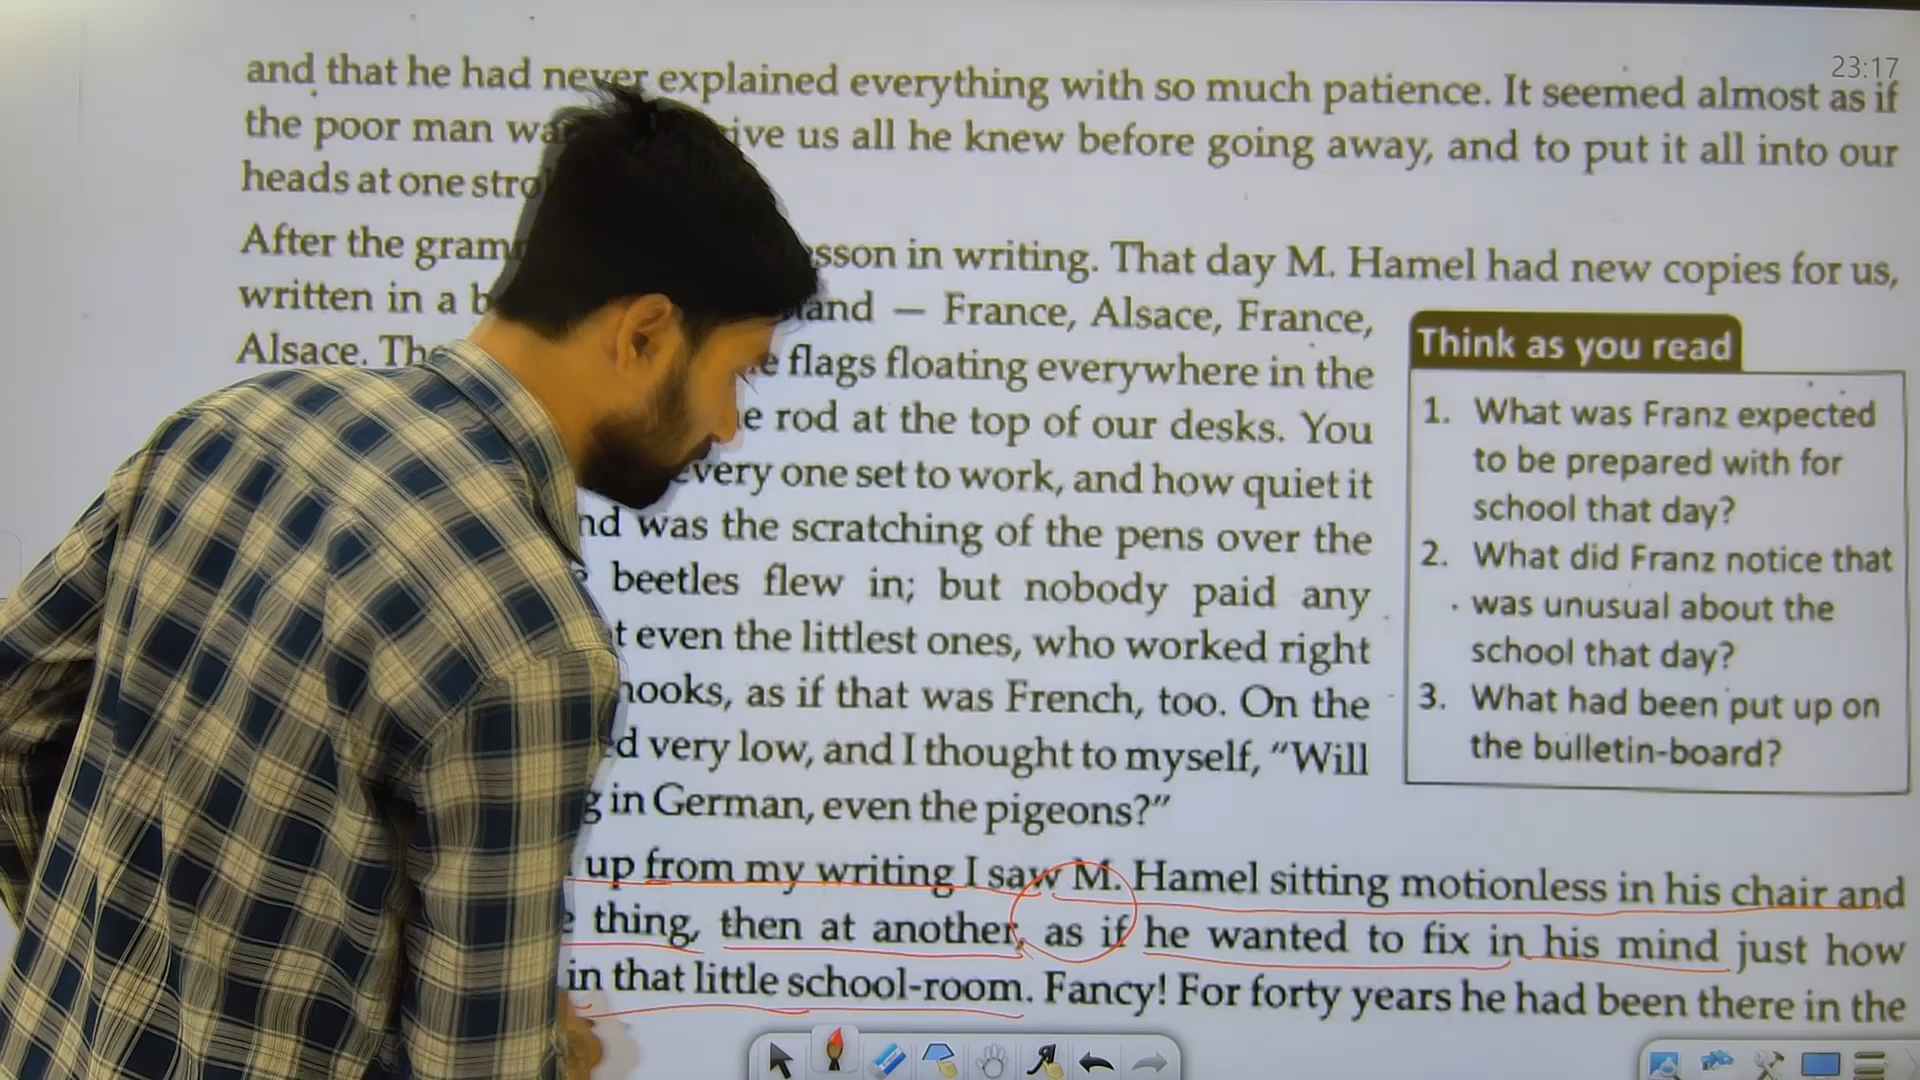 23:17
and that he had never explained everything with so much patience. It seemed almost as if
the poor man us all he knew before going away, and to put it all into our
heads at one
After the in writing. That day M. Hamel had new copies for us,
written in a — France, Alsace, France,
Alsace. flags floating everywhere in the
rod at the top of our desks. You
every one set to work, and how quiet it
was the scratching of the pens over the
beetles flew in; but nobody paid any
even the littlest ones, who worked right
as if that was French, too. On the
very low, and I thought to myself, "Will
in German, even the pigeons?"
up from my writing I saw M. Hamel sitting motionless in his chair and
thing, then at another, as if he wanted to fix in his mind just how
in that little school-room. Fancy! For forty years he had been there in the
Think as you read
1. What was Franz expected
to be prepared with for
school that day?
2. What did Franz notice that
was unusual about the
school that day?
3. What had been put up on
the bulletin-board?